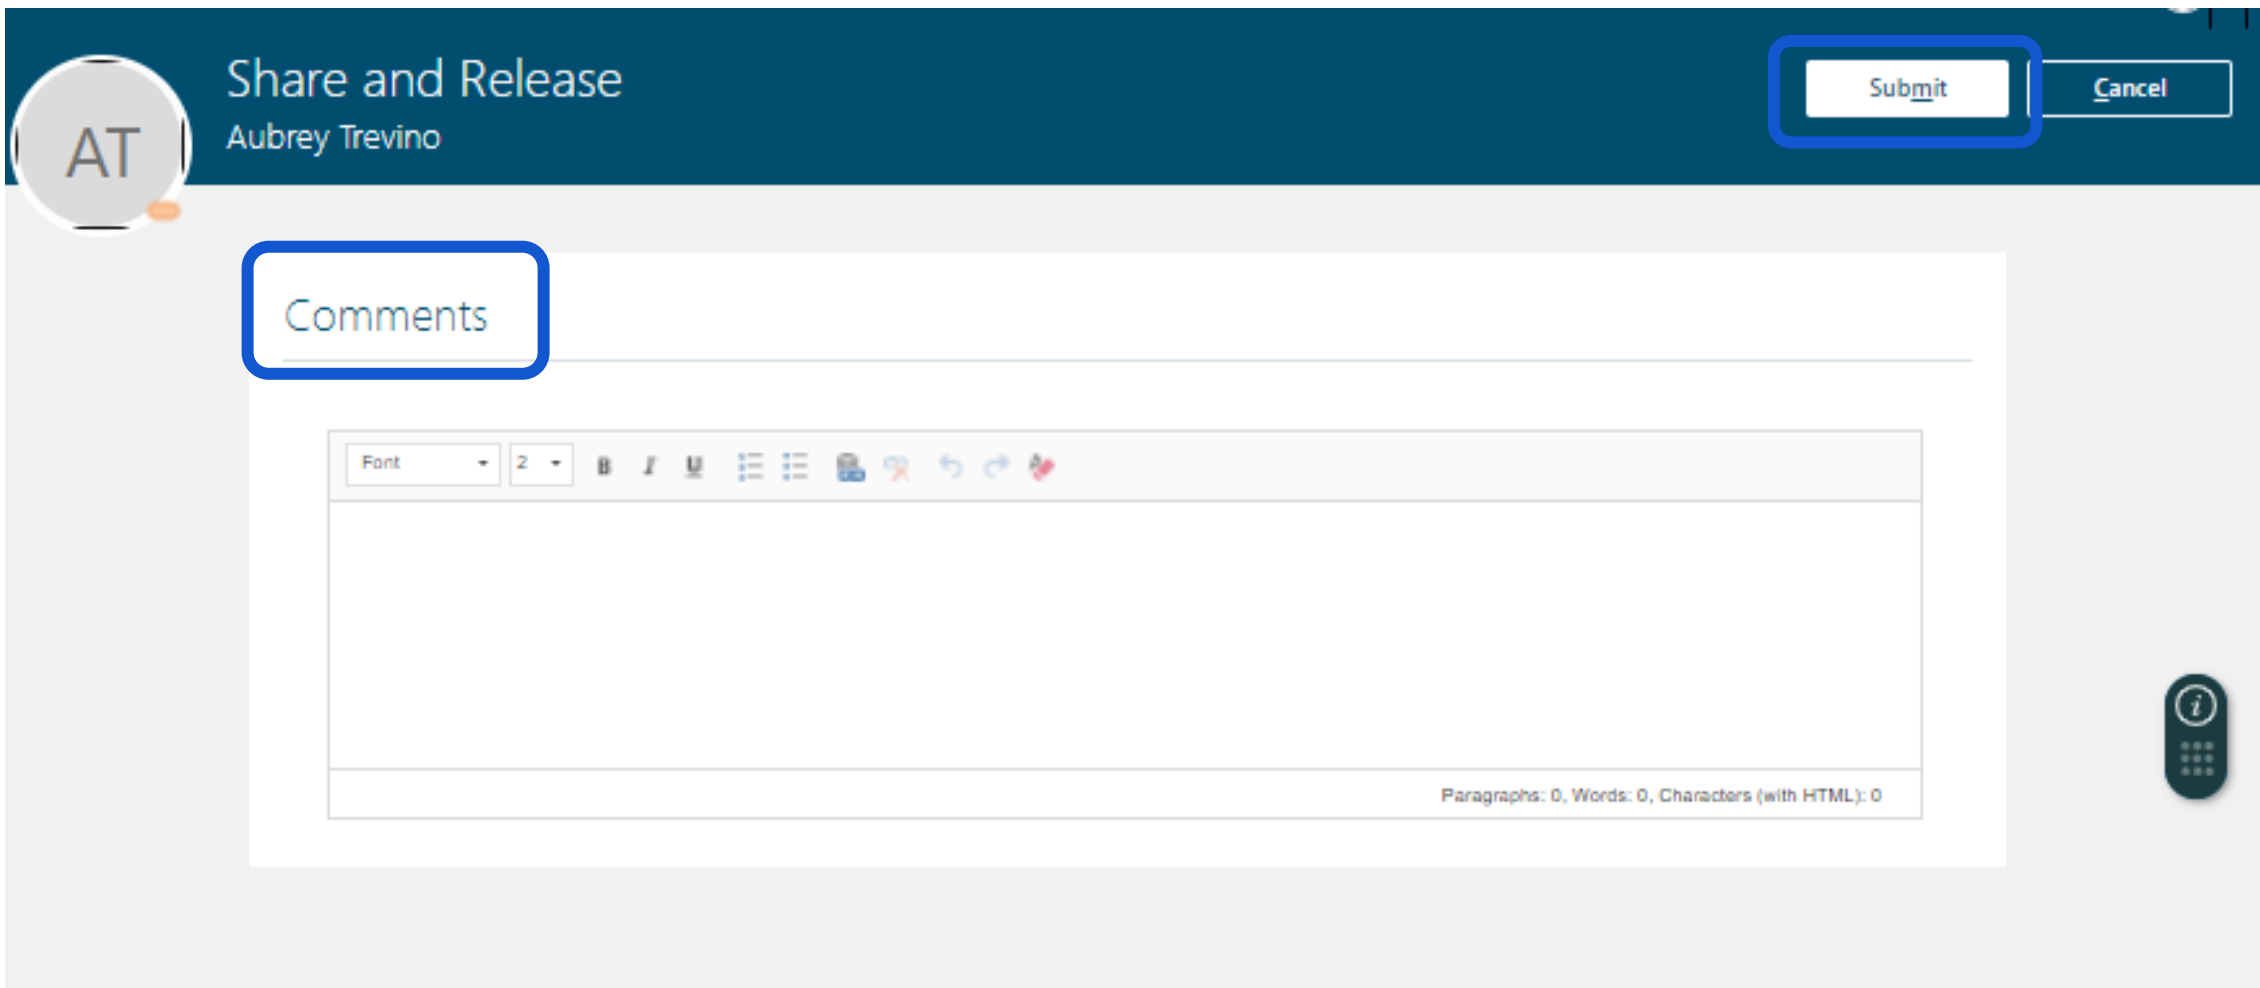 Share and Release
Submit
Cancel
AT
Aubrey Trevino
Comments
Font
2
B
I
U
Paragraphs: 0, Words: 0, Characters (with HTML): 0
i